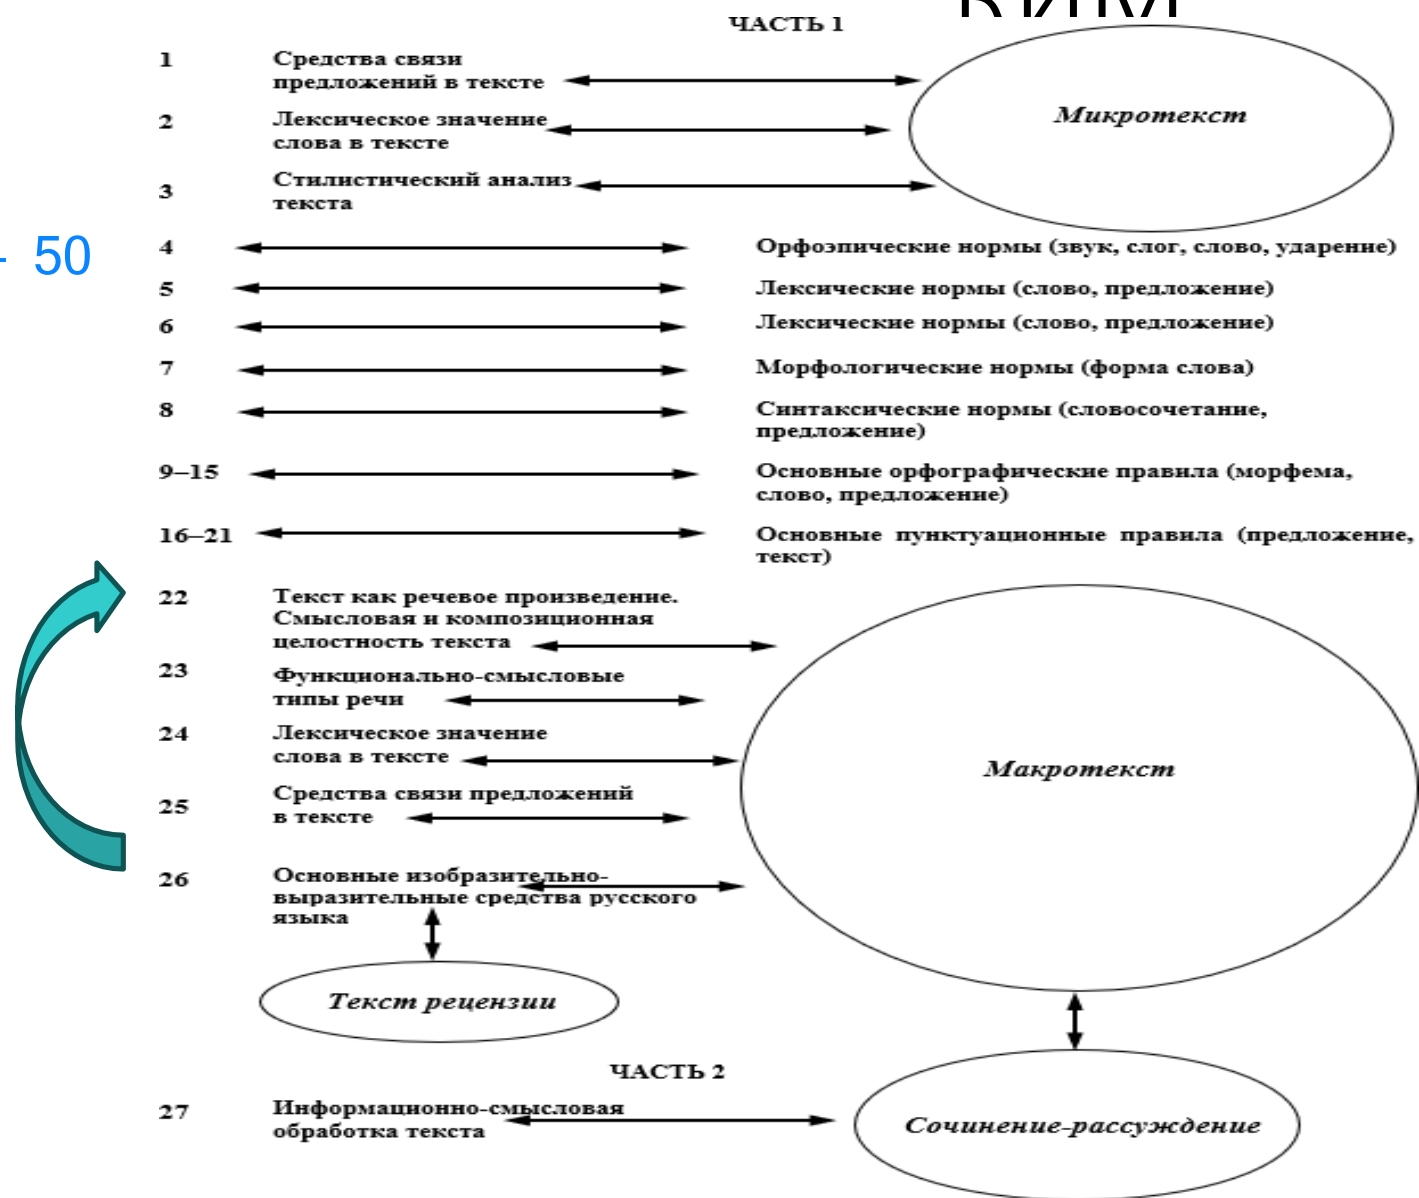 ЧАСТЬ 1
1 Средства связи
предложений в тексте
Микротекст
2 Лексическое значение
слова в тексте
3 Стилистический анализ
текста
- 50
4 Орфоэпические нормы (звук, слог, слово, ударение)
5 Лексические нормы (слово, предложение)
6 Лексические нормы (слово, предложение)
7 Морфологические нормы (форма слова)
8 Синтаксические нормы (словосочетание,
предложение)
9–15 Основные орфографические правила (морфема,
слово, предложение)
16–21 Основные пунктуационные правила (предложение,
текст)
22 Текст как речевое произведение.
Смысловая и композиционная
целостность текста
23 Функционально-смысловые
типы речи
24 Лексическое значение
слова в тексте
Макротекст
25 Средства связи предложений
в тексте
26 Основные изобразительно-
выразительные средства русского
языка
Текст рецензии
ЧАСТЬ 2
27 Информационно-смысловая
обработка текста
Сочинение-рассуждение